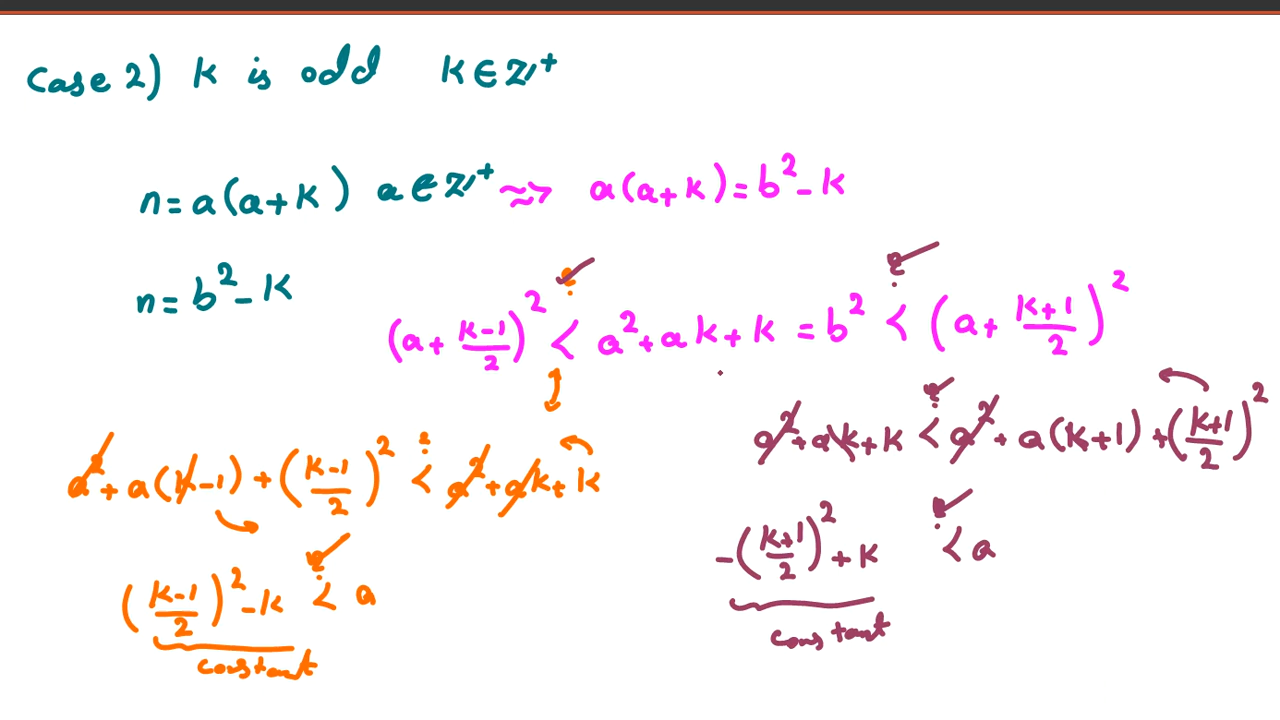 Case 2) k is odd k ∈ ℤ⁺
n = a(a+k) a ∈ ℤ⁺ ⇝ a(a+k) = b² - k
n = b² - k
? ?
(a + (k-1)/2)² < a² + ak + k = b² < (a + (k+1)/2)²
↕
a² + ak + k <? a² + a(k+1) + ((k+1)/2)²
a² + a(k-1) + ((k-1)/2)² <? a² + ak + k
-((k+1)/2)² + k <? a
((k-1)/2)² - k <? a
constant
constant